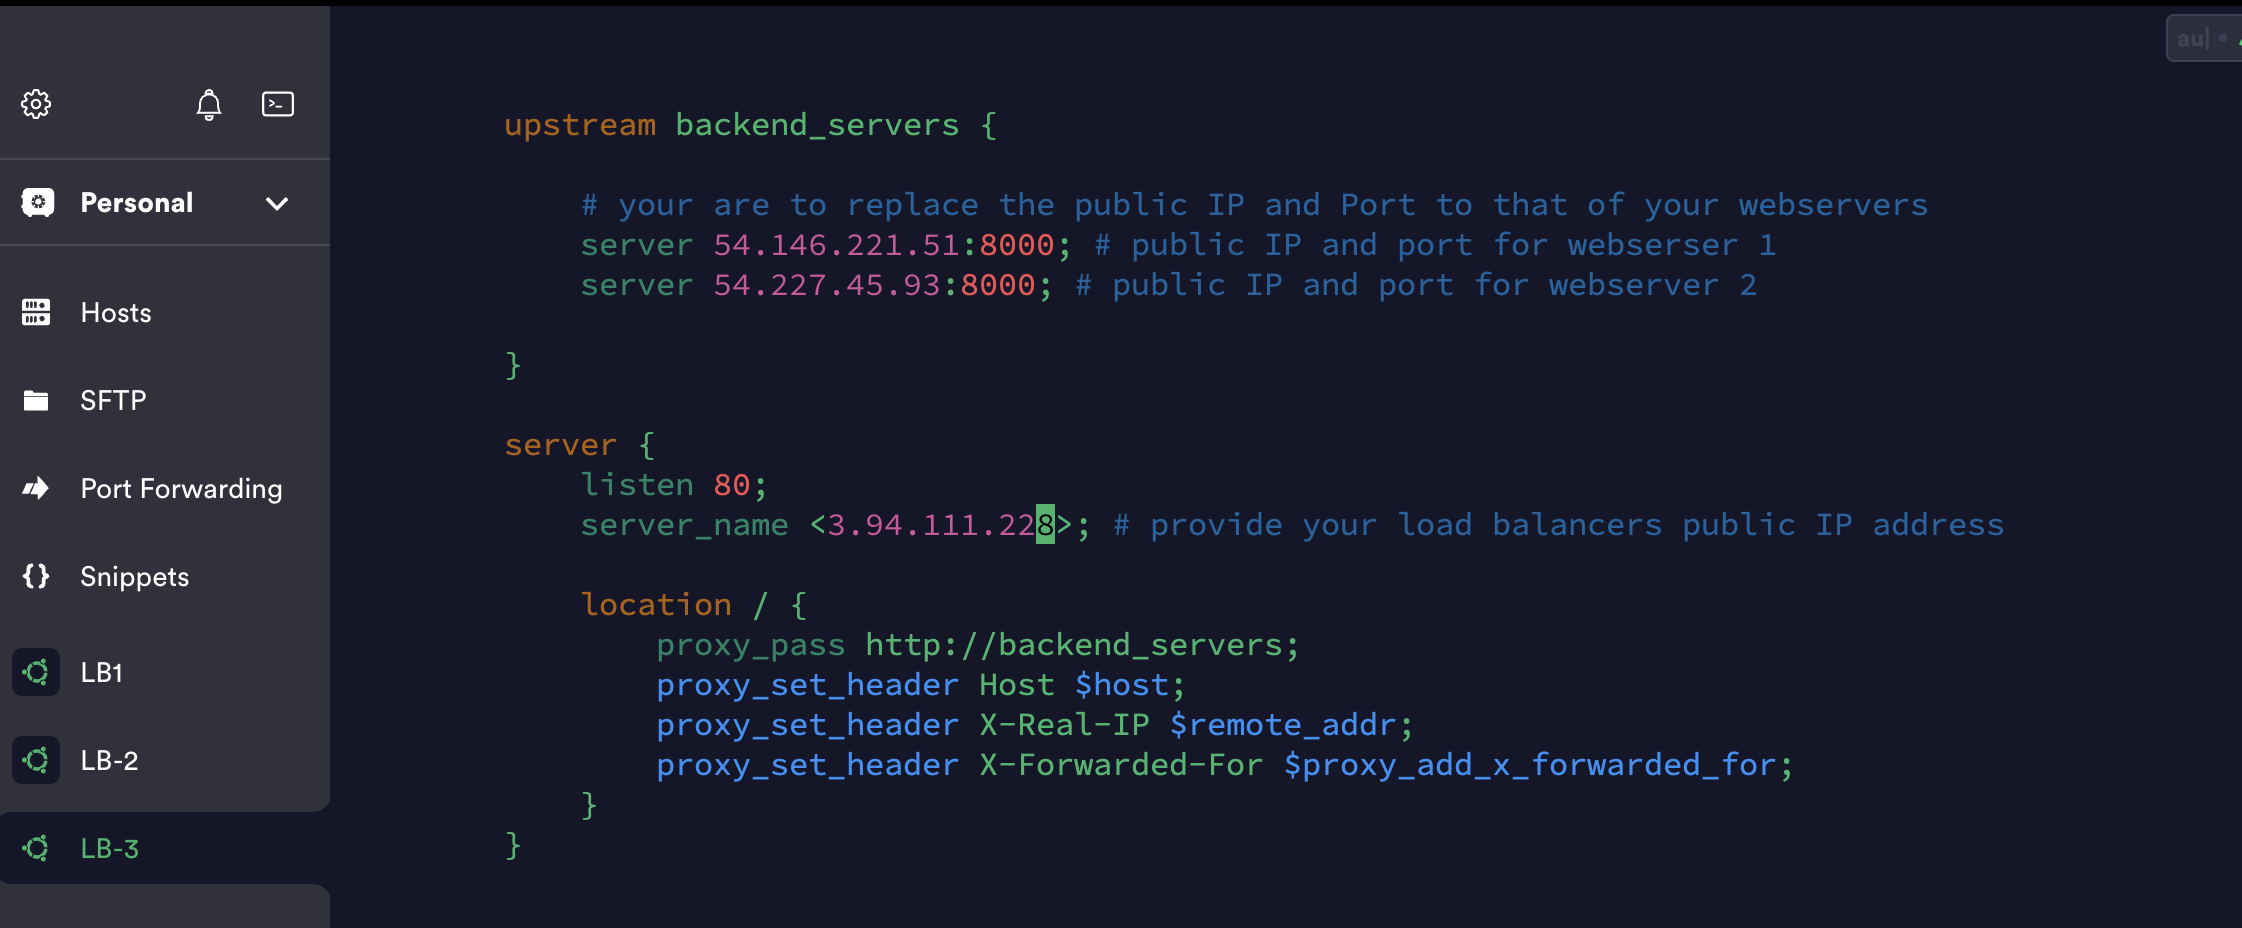 au| •
Personal
Hosts
SFTP
Port Forwarding
Snippets
LB1
LB-2
LB-3
upstream backend_servers {
# your are to replace the public IP and Port to that of your webservers
server 54.146.221.51:8000; # public IP and port for webserser 1
server 54.227.45.93:8000; # public IP and port for webserver 2
}
server {
listen 80;
server_name <3.94.111.228>; # provide your load balancers public IP address
location / {
proxy_pass http://backend_servers;
proxy_set_header Host $host;
proxy_set_header X-Real-IP $remote_addr;
proxy_set_header X-Forwarded-For $proxy_add_x_forwarded_for;
}
}